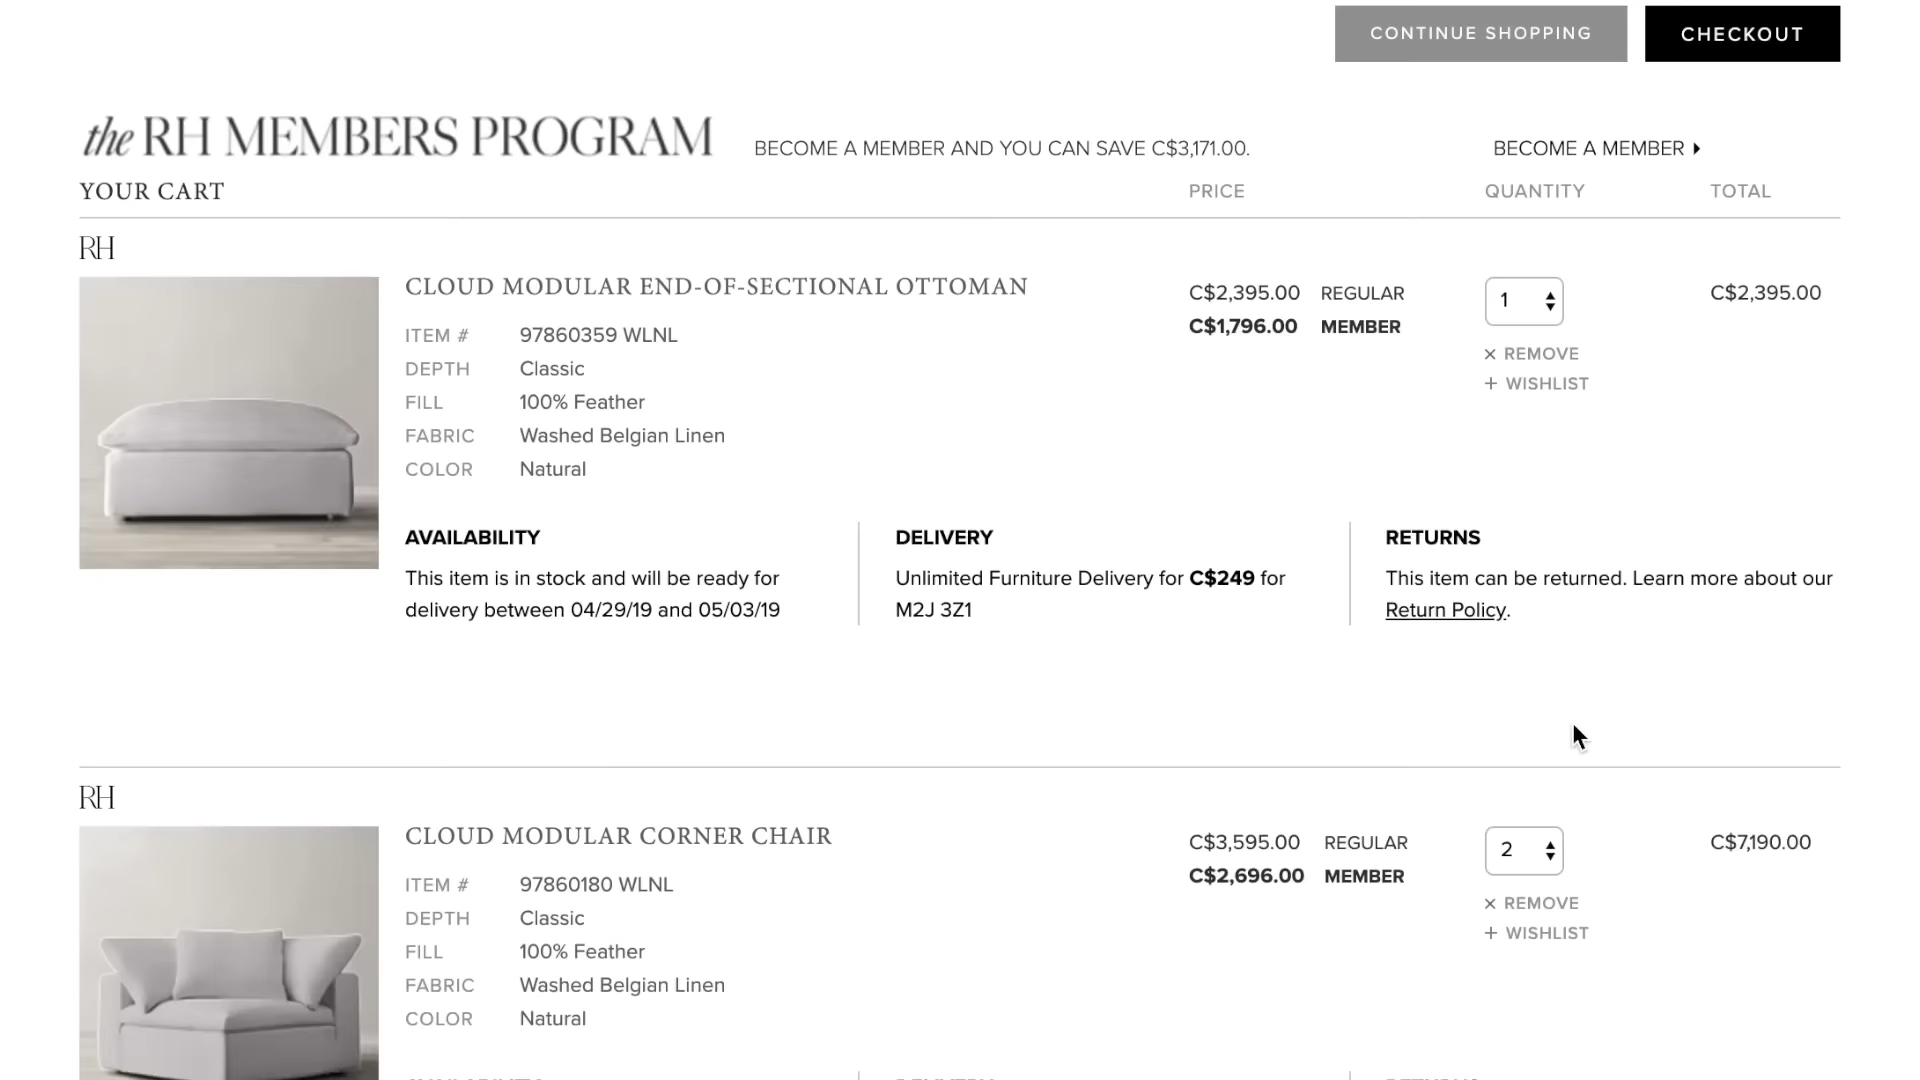 CONTINUE SHOPPING CHECKOUT
the RH MEMBERS PROGRAM BECOME A MEMBER AND YOU CAN SAVE C$3,171.00. BECOME A MEMBER
YOUR CART PRICE QUANTITY TOTAL
RH
CLOUD MODULAR END-OF-SECTIONAL OTTOMAN C$2,395.00 REGULAR 1 C$2,395.00
C$1,796.00 MEMBER
ITEM # 97860359 WLNL
× REMOVE
DEPTH Classic
+ WISHLIST
FILL 100% Feather
FABRIC Washed Belgian Linen
COLOR Natural
AVAILABILITY
This item is in stock and will be ready for
delivery between 04/29/19 and 05/03/19
DELIVERY
Unlimited Furniture Delivery for C$249 for
M2J 3Z1
RETURNS
This item can be returned. Learn more about our
Return Policy.
RH
CLOUD MODULAR CORNER CHAIR C$3,595.00 REGULAR 2 C$7,190.00
C$2,696.00 MEMBER
ITEM # 97860180 WLNL
× REMOVE
DEPTH Classic
+ WISHLIST
FILL 100% Feather
FABRIC Washed Belgian Linen
COLOR Natural